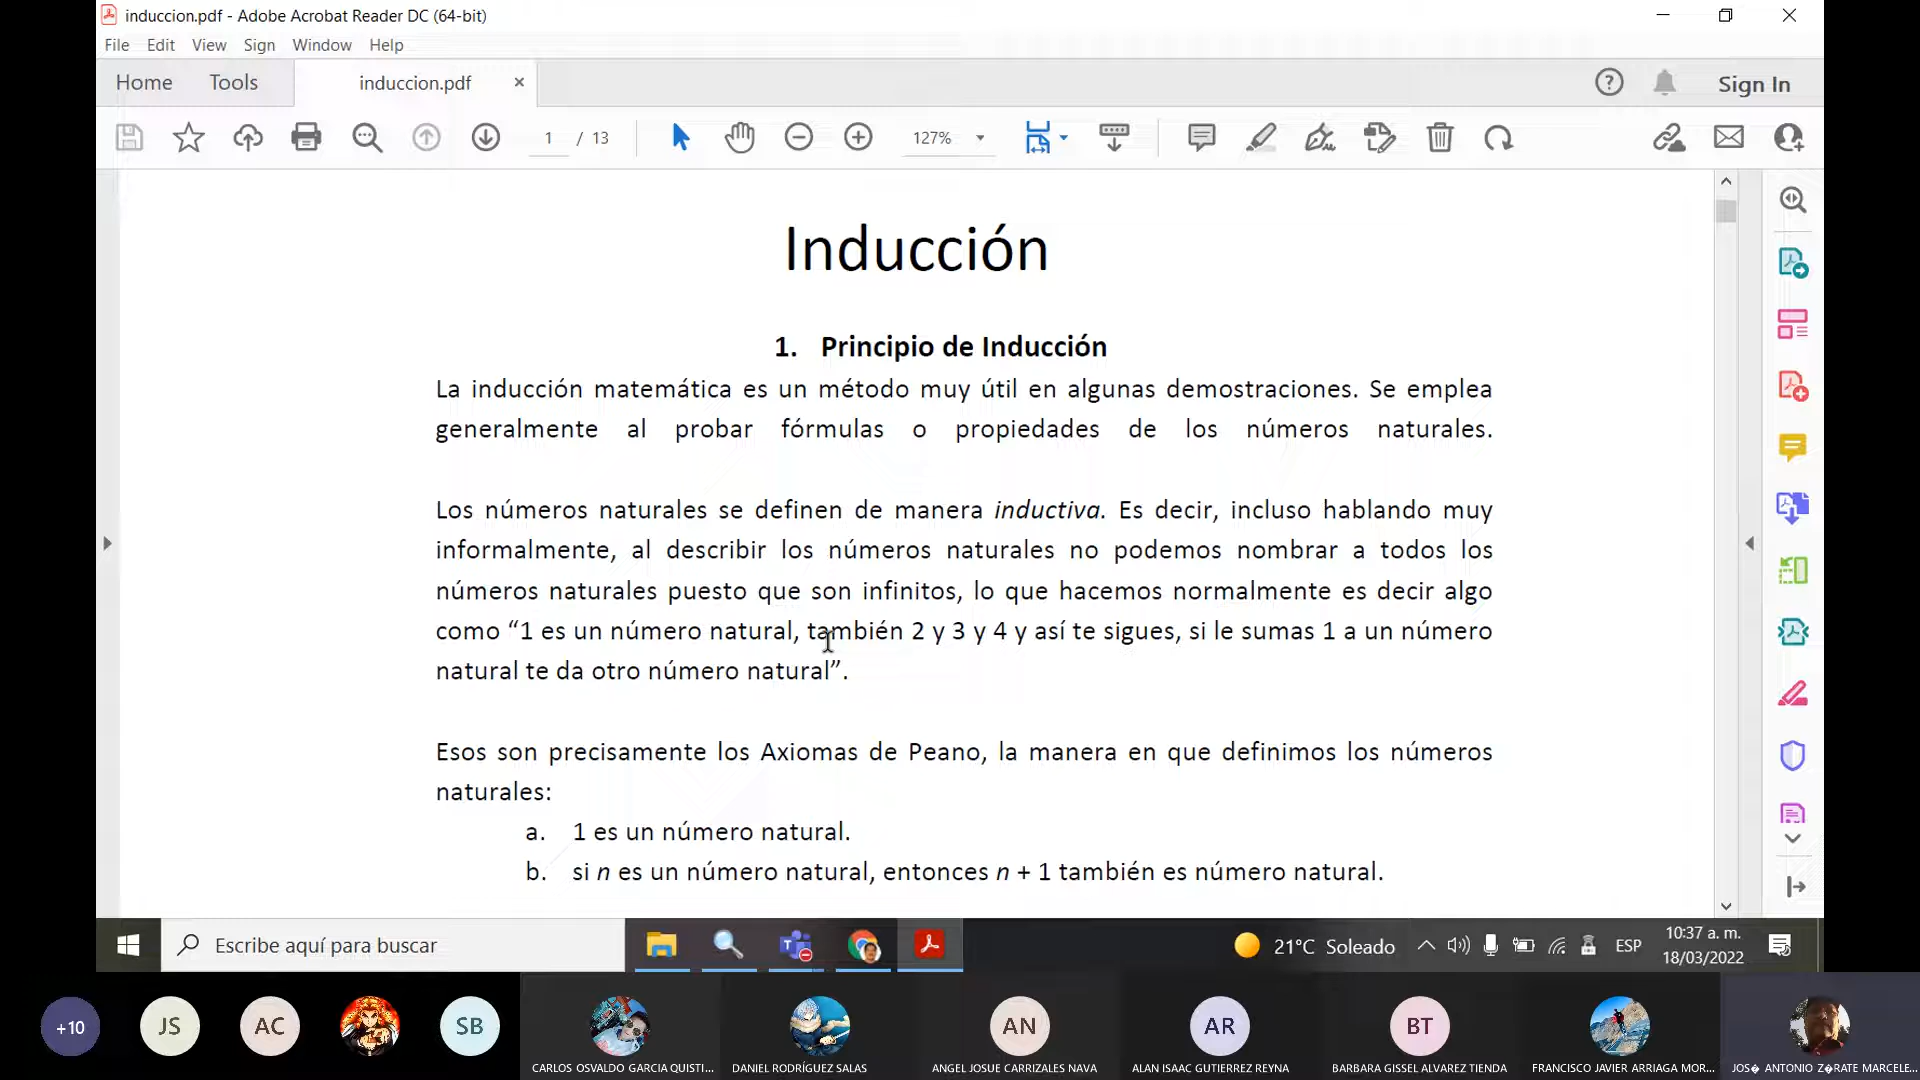 induccion.pdf - Adobe Acrobat Reader DC (64-bit)
File Edit View Sign Window Help
Home Tools induccion.pdf Sign In
1 / 13 127%
Inducción
1. Principio de Inducción
La inducción matemática es un método muy útil en algunas demostraciones. Se emplea
generalmente al probar fórmulas o propiedades de los números naturales.
Los números naturales se definen de manera inductiva. Es decir, incluso hablando muy
informalmente, al describir los números naturales no podemos nombrar a todos los
números naturales puesto que son infinitos, lo que hacemos normalmente es decir algo
como “1 es un número natural, también 2 y 3 y 4 y así te sigues, si le sumas 1 a un número
natural te da otro número natural”.
Esos son precisamente los Axiomas de Peano, la manera en que definimos los números
naturales:
a. 1 es un número natural.
b. si n es un número natural, entonces n + 1 también es número natural.
Escribe aquí para buscar
21°C Soleado
ESP
10:37 a. m.
18/03/2022
+10 JS AC SB AN AR BT
CARLOS OSVALDO GARCIA QUISTI... DANIEL RODRÍGUEZ SALAS ANGEL JOSUE CARRIZALES NAVA ALAN ISAAC GUTIERREZ REYNA BARBARA GISSEL ALVAREZ TIENDA FRANCISCO JAVIER ARRIAGA MOR... JOS� ANTONIO Z�RATE MARCELE...